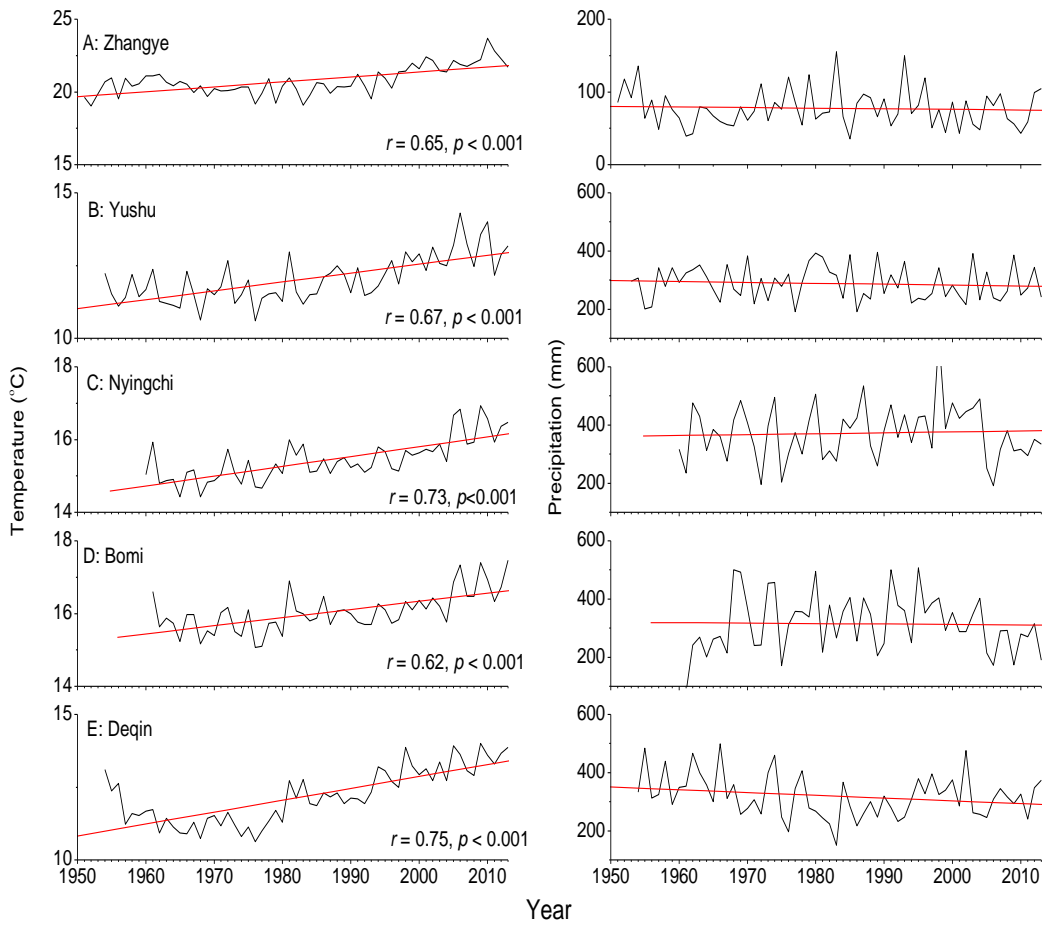 25
20
15
A: Zhangye
r = 0.65, p < 0.001
200
100
0
15
10
B: Yushu
r = 0.67, p < 0.001
600
400
200
18
16
14
C: Nyingchi
r = 0.73, p<0.001
600
400
200
18
16
14
D: Bomi
r = 0.62, p < 0.001
600
400
200
15
10
E: Deqin
r = 0.75, p < 0.001
600
400
200
1950 1960 1970 1980 1990 2000 2010
1950 1960 1970 1980 1990 2000 2010
Temperature (°C)
Precipitation (mm)
Year